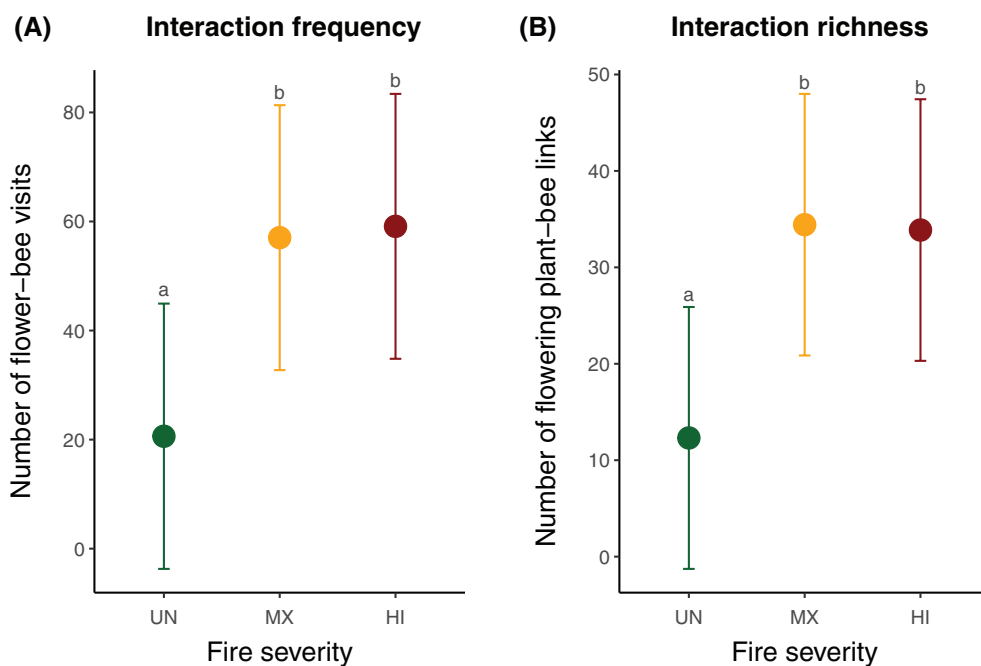 (A) Interaction frequency
Number of flower−bee visits
80
60
40
20
0
a
b
b
UN MX HI
Fire severity
(B) Interaction richness
Number of flowering plant−bee links
50
40
30
20
10
0
a
b
b
UN MX HI
Fire severity